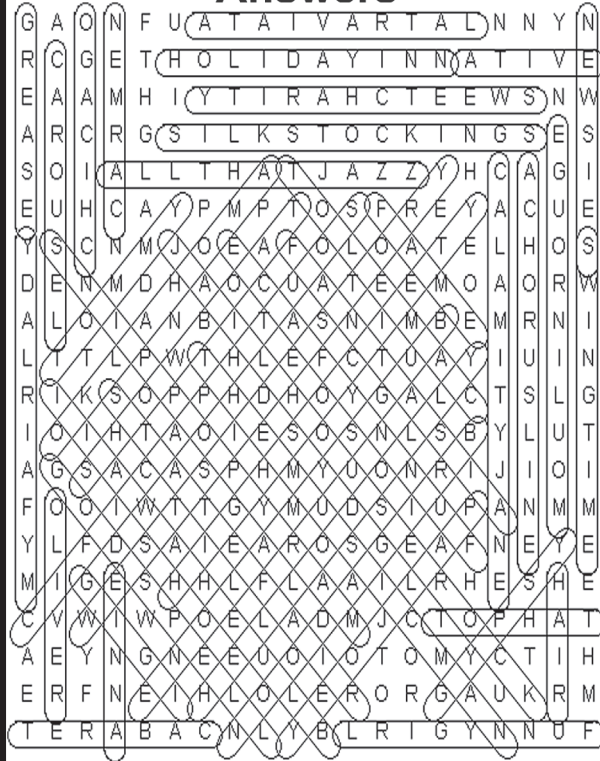 Answers
G A O N F U A T A I V A R T A L N N Y N
R C G E T H O L I D A Y I N N A T I V E
E A A M H I Y T I R A H C T E E W S N W
A R C R G S I L K S T O C K I N G S E S
S O I A L L T H A T J A Z Z Y H C A G I
E U H C A Y P M P T O S F R E Y A C U E
Y S C N M J O E A F O L O A T E L H O S
D E N M D H A O C U A T E E M O A O R W
A L O I A N B I T A S N I M B E M R N I
L T T L P W T H L E F C T U A Y I U I N
R I K S O P P H D H O Y G A L C T S L G
I O I H T A O I E S O S N L S B Y L U T
A G S A C A S P H M Y U O N R I J I O I
F O O I W T T G Y M U D S I U P A N M M
Y L F D S A I E A R O S G E A F N E Y E
M I G E S H H L F L A A I L R H E S H E
C V W I W P O E L A D M J C T O P H A T
A E Y N G N E E U O I O T O M Y C T I H
E R F N E I H L O L E R O R G A U K R M
T E R A B A C N L Y B L R I G Y N N U F